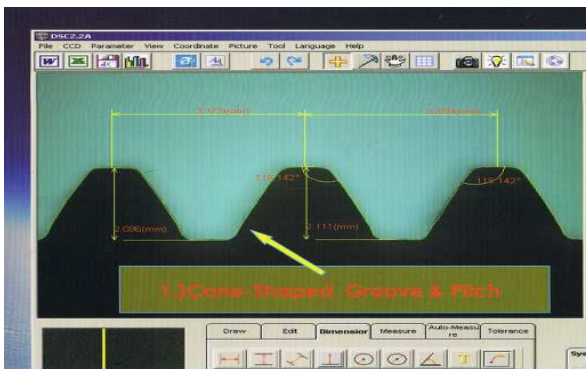 DSC2.2A
File CCD Parameter View Coordinate Picture Tool Language Help
115.142° 115.142°
2.096(mm) 2.111(mm)
1.)Cone-Shaped Groove & Pitch
Draw Edit Dimension Measure Auto-Measure Tolerance